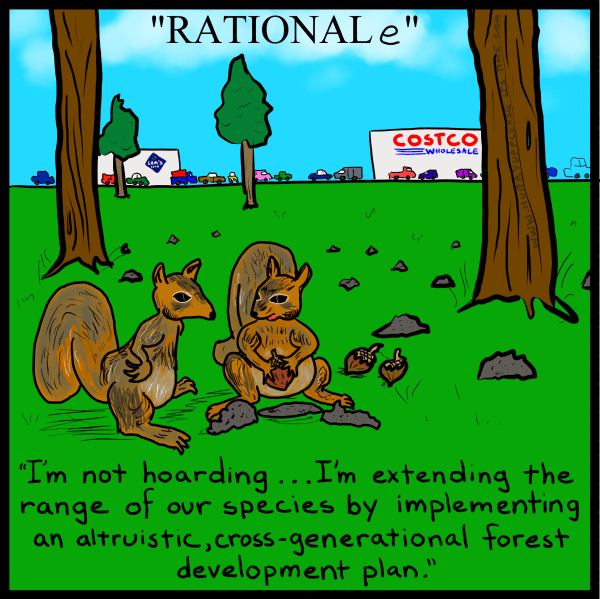 "RATIONALe"
SAM'S
COSTCO
WHOLESALE
"I'm not hoarding...I'm extending the
range of our species by implementing
an altruistic, cross-generational forest
development plan."